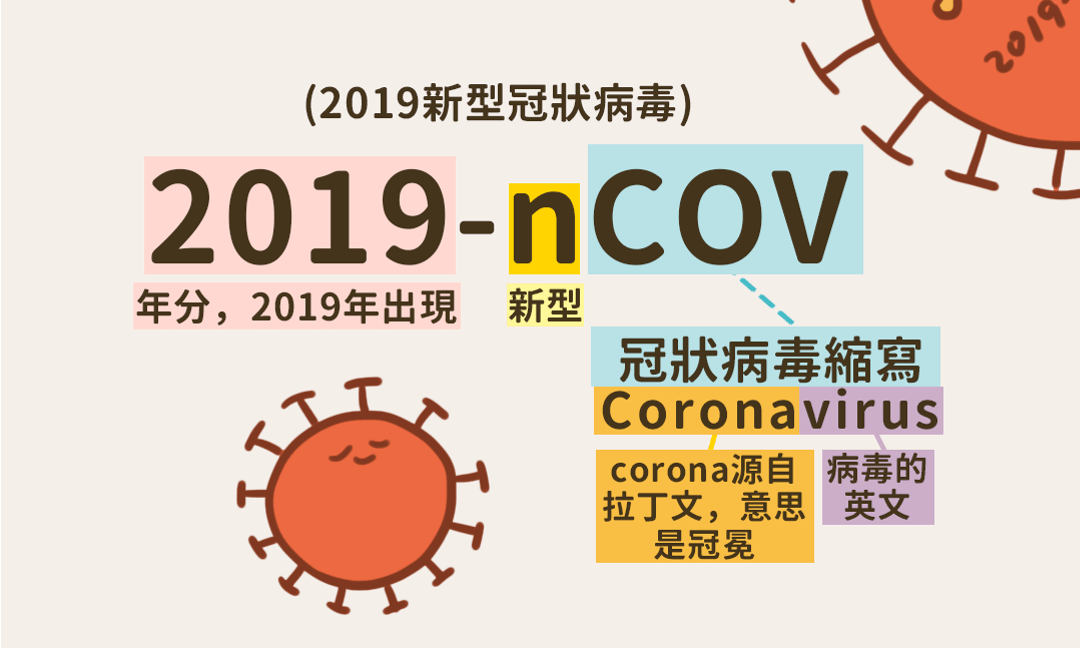 2019-
(2019新型冠狀病毒)
2019-nCOV
年分，2019年出現
新型
冠狀病毒縮寫
Coronavirus
corona源自
拉丁文，意思
是冠冕
病毒的
英文